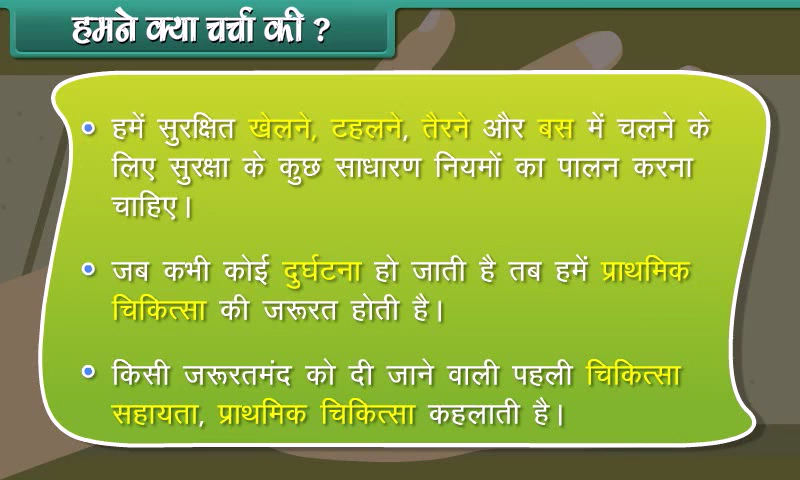 हमने क्या चर्चा की ?
हमें सुरक्षित खेलने, टहलने, तैरने और बस में चलने के
लिए सुरक्षा के कुछ साधारण नियमों का पालन करना
चाहिए।
जब कभी कोई दुर्घटना हो जाती है तब हमें प्राथमिक
चिकित्सा की जरूरत होती है।
किसी जरूरतमंद को दी जाने वाली पहली चिकित्सा
सहायता, प्राथमिक चिकित्सा कहलाती है।